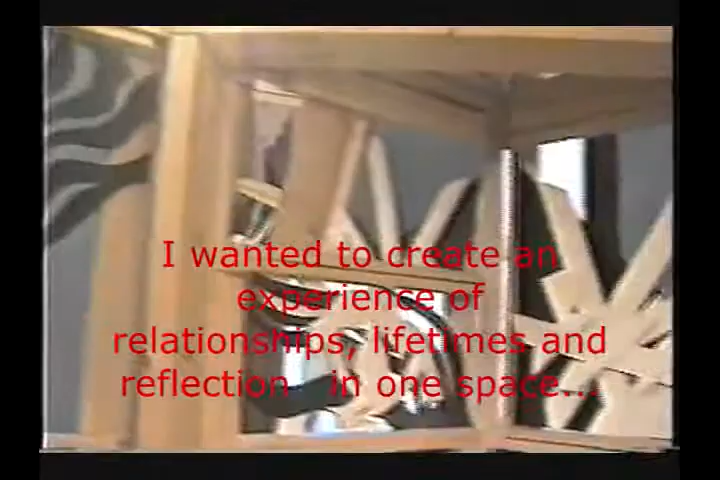 I wanted to create an
experience of
relationships, lifetimes and
reflection   in one space...